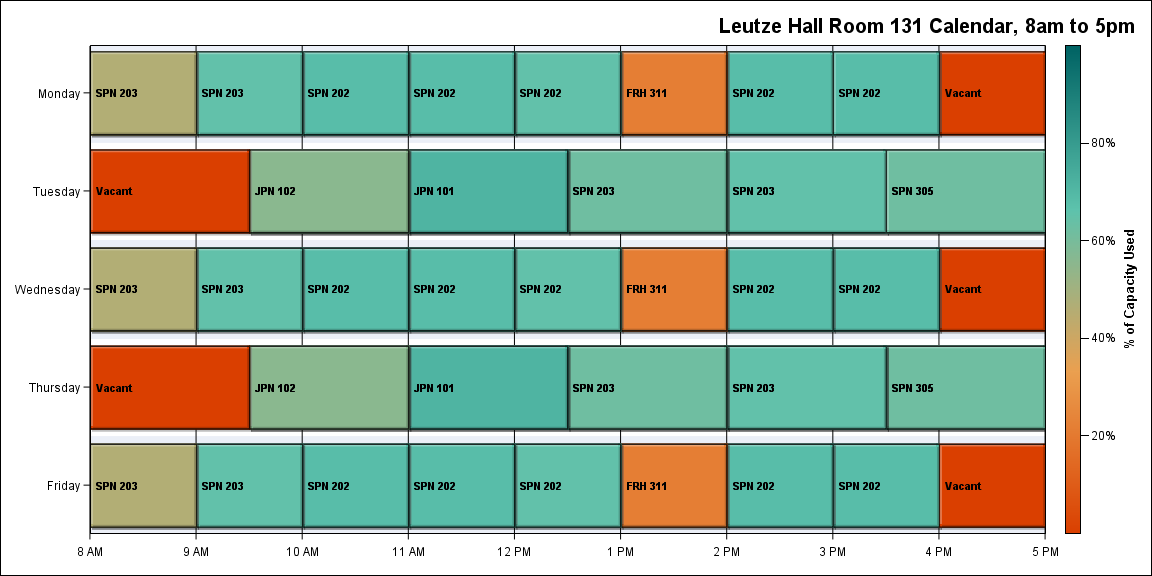 Leutze Hall Room 131 Calendar, 8am to 5pm
Monday
SPN 203
SPN 203
SPN 202
SPN 202
SPN 202
FRH 311
SPN 202
SPN 202
Vacant
Tuesday
Vacant
JPN 102
JPN 101
SPN 203
SPN 203
SPN 305
Wednesday
SPN 203
SPN 203
SPN 202
SPN 202
SPN 202
FRH 311
SPN 202
SPN 202
Vacant
Thursday
Vacant
JPN 102
JPN 101
SPN 203
SPN 203
SPN 305
Friday
SPN 203
SPN 203
SPN 202
SPN 202
SPN 202
FRH 311
SPN 202
SPN 202
Vacant
8 AM
9 AM
10 AM
11 AM
12 PM
1 PM
2 PM
3 PM
4 PM
5 PM
80%
60%
40%
20%
% of Capacity Used